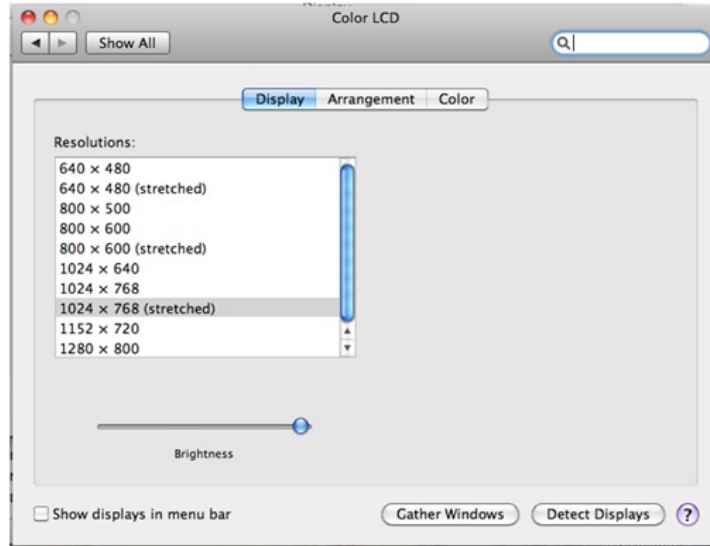 Color LCD
Show All
Display Arrangement Color
Resolutions:
640 × 480
640 × 480 (stretched)
800 × 500
800 × 600
800 × 600 (stretched)
1024 × 640
1024 × 768
1024 × 768 (stretched)
1152 × 720
1280 × 800
Brightness
Show displays in menu bar Gather Windows Detect Displays ?